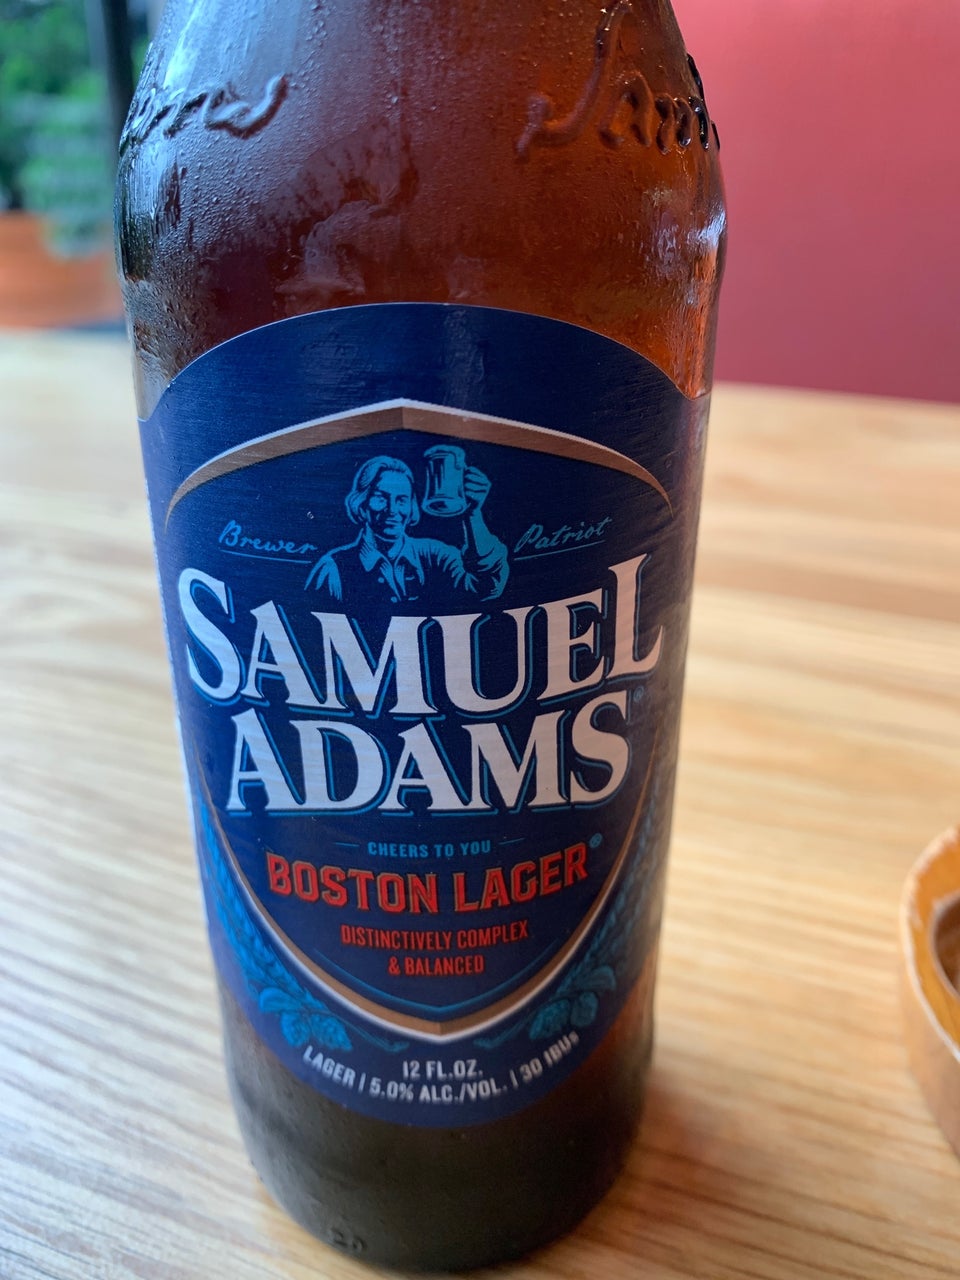 Sam
Brewer Patriot
SAMUEL
ADAMS®
CHEERS TO YOU
BOSTON LAGER®
DISTINCTIVELY COMPLEX
& BALANCED
12 FL.OZ.
LAGER | 5.0% ALC./VOL. | 30 IBUs